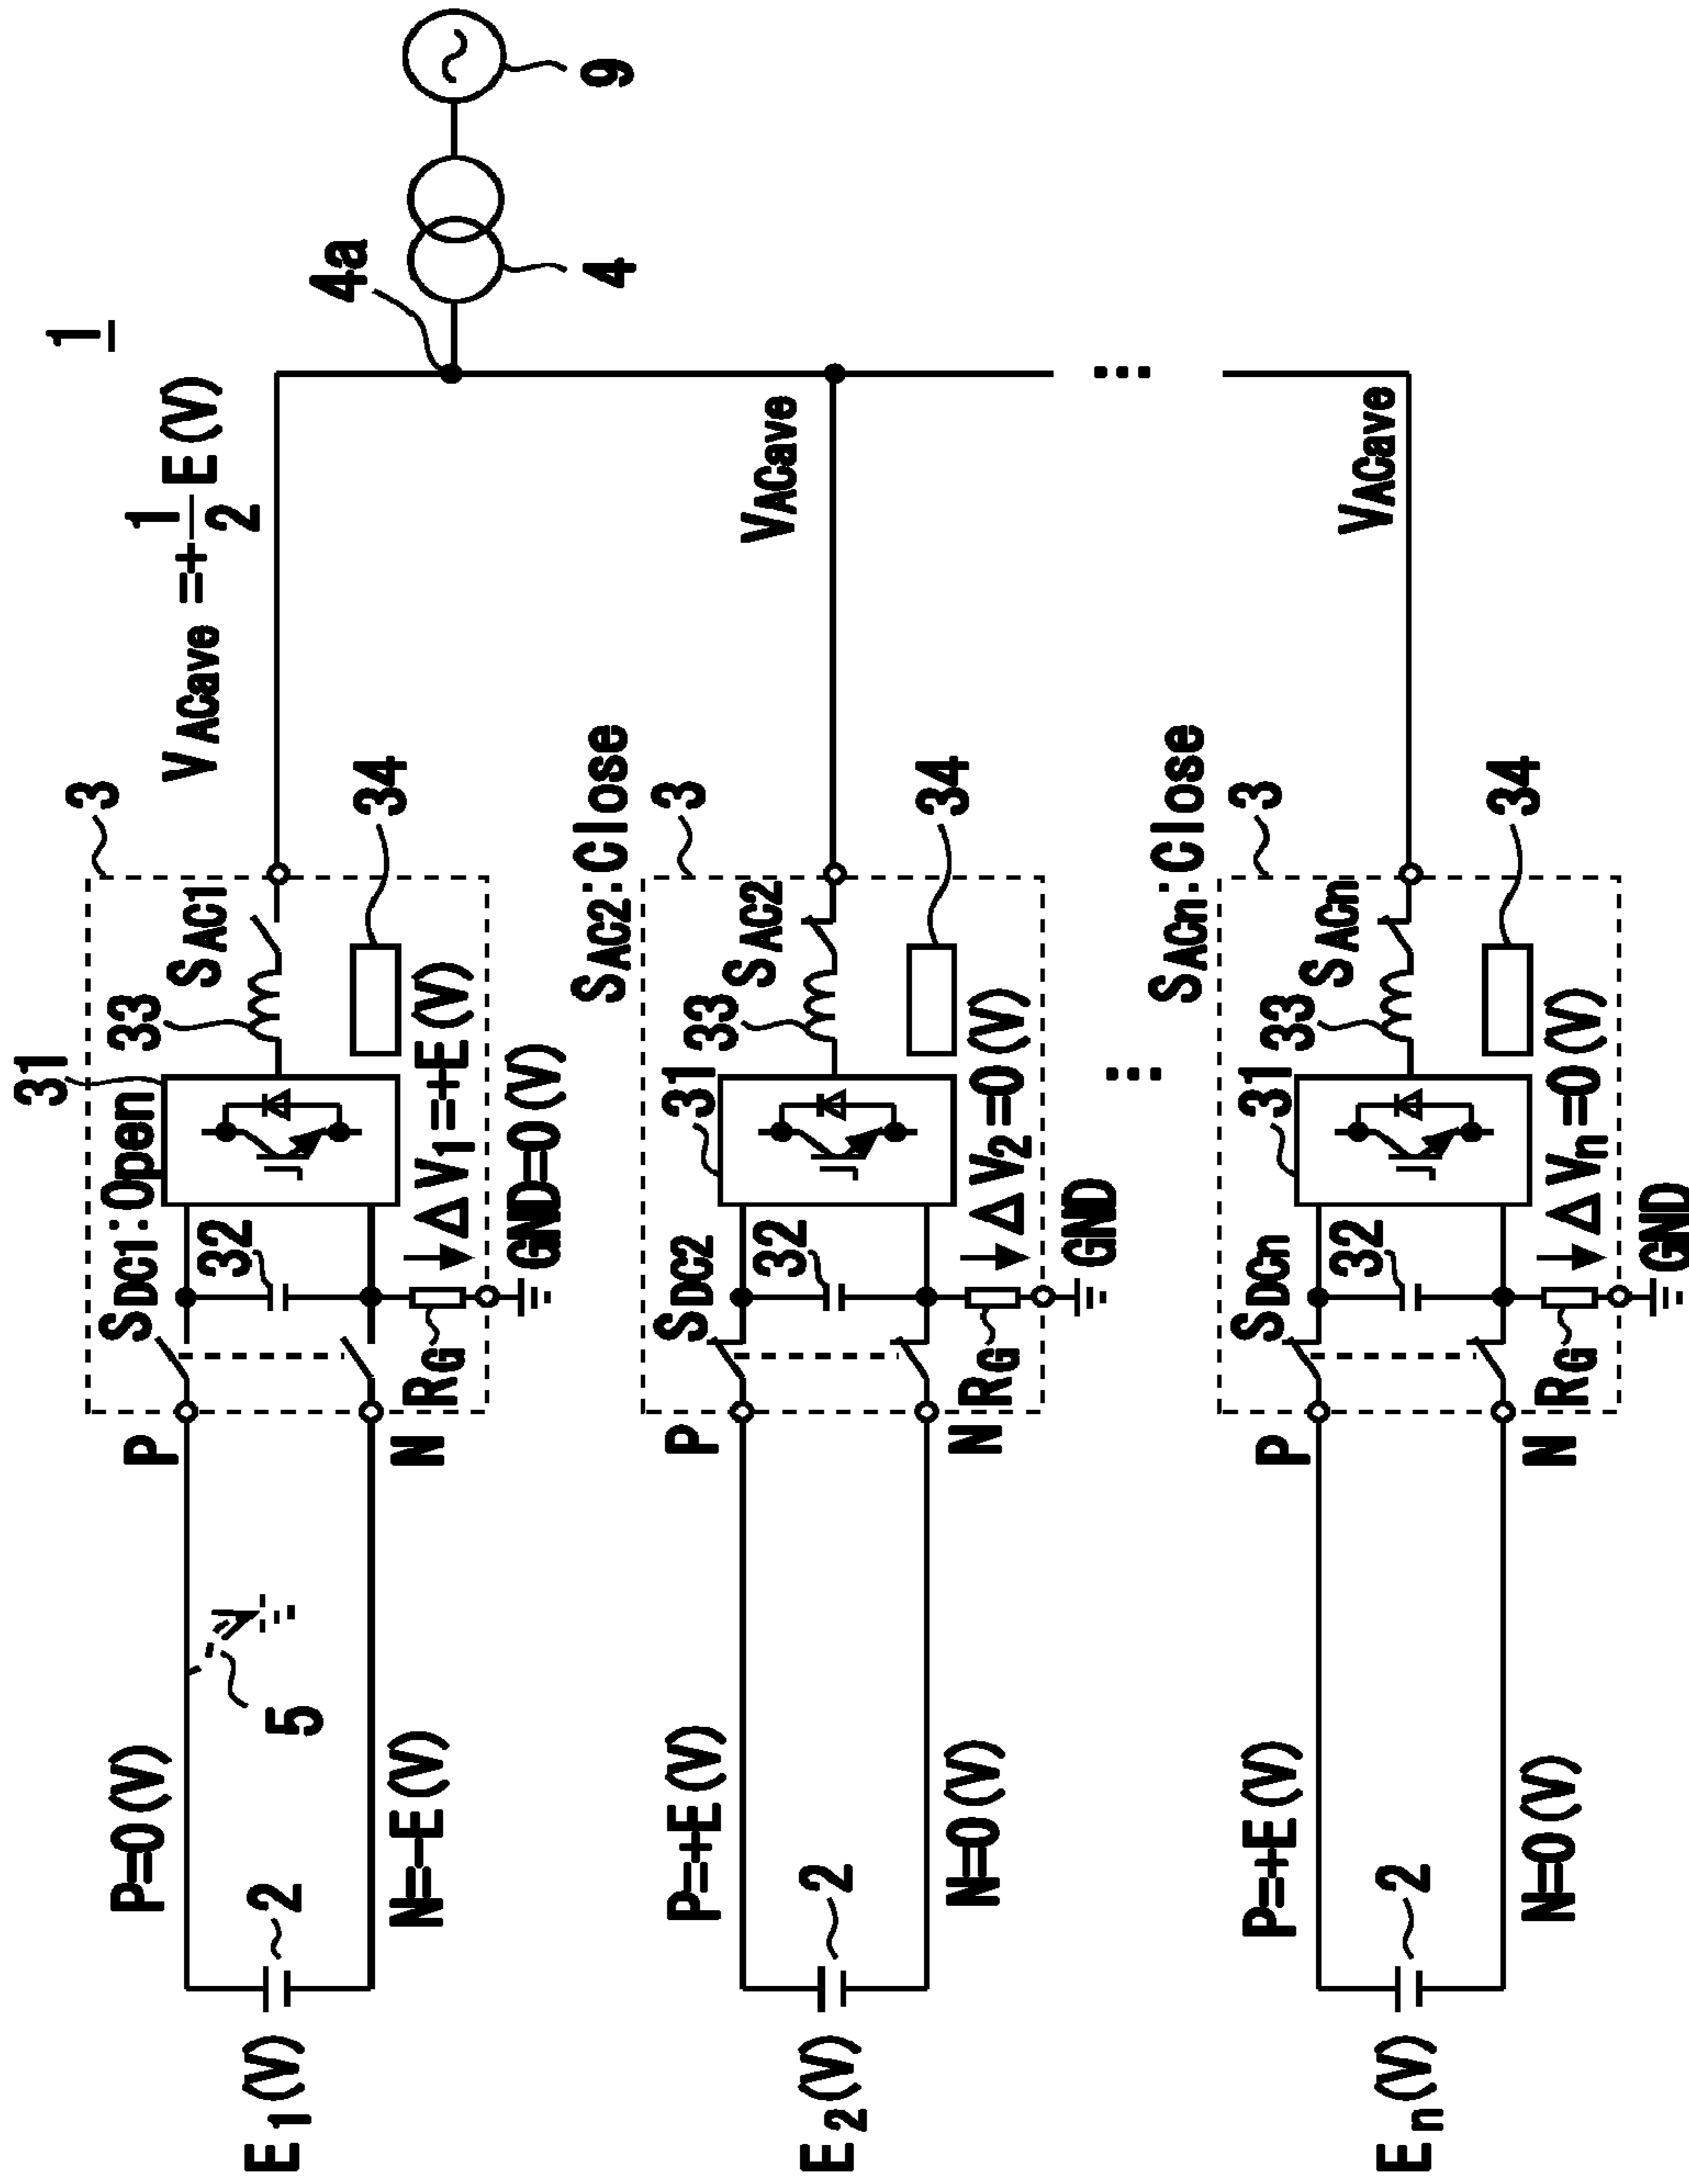 1
E1(V)
2
P=0(V)
N=-E(V)
5
P
N
SDC1:Open
31
32
33
SAC1
3
34
RG
ΔV1=+E(V)
GND=0(V)
VACave=+1/2E(V)
4a
4
9
E2(V)
2
P=+E(V)
N=0(V)
P
N
SDC2
31
32
33
SAC2
SAC2:Close
3
34
RG
ΔV2=0(V)
GND
VACave
⋮
⋮
En(V)
2
P=+E(V)
N=0(V)
P
N
SDCn
31
32
33
SACn
SACn:Close
3
34
RG
ΔVn=0(V)
GND
VACave